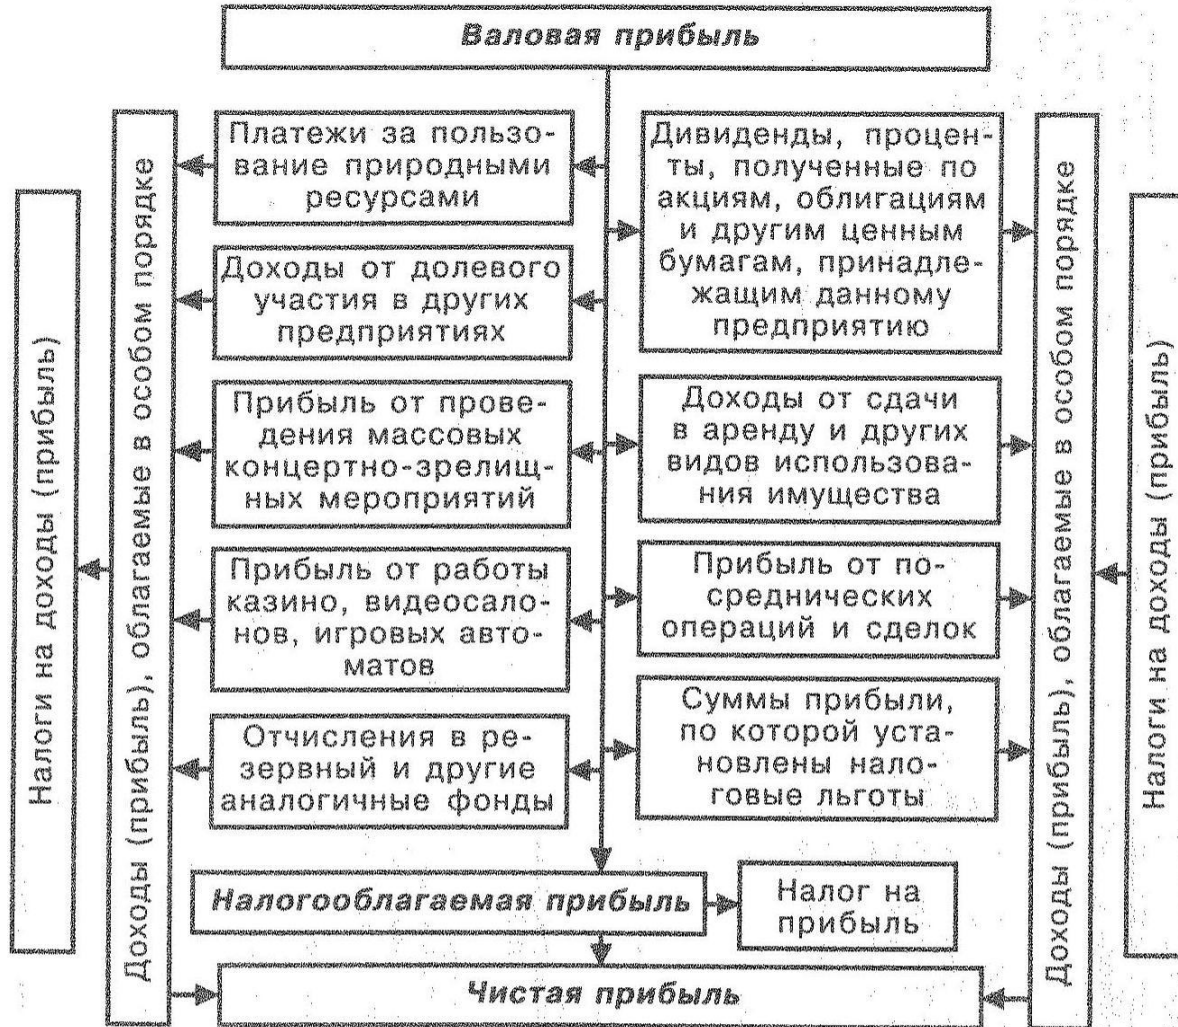 Валовая прибыль
Налоги на доходы (прибыль)
Доходы (прибыль), облагаемые в особом порядке
Платежи за пользо-
вание природными
ресурсами
Доходы от долевого
участия в других
предприятиях
Прибыль от прове-
дения массовых
концертно-зрелищ-
ных мероприятий
Прибыль от работы
казино, видеосало-
нов, игровых авто-
матов
Отчисления в ре-
зервный и другие
аналогичные фонды
Дивиденды, процен-
ты, полученные по
акциям, облигациям
и другим ценным
бумагам, принадле-
жащим данному
предприятию
Доходы от сдачи
в аренду и других
видов использова-
ния имущества
Прибыль от по-
среднических
операций и сделок
Суммы прибыли,
по которой уста-
новлены нало-
говые льготы
Доходы (прибыль), облагаемые в особом порядке
Налоги на доходы (прибыль)
Налогооблагаемая прибыль
Налог на
прибыль
Чистая прибыль